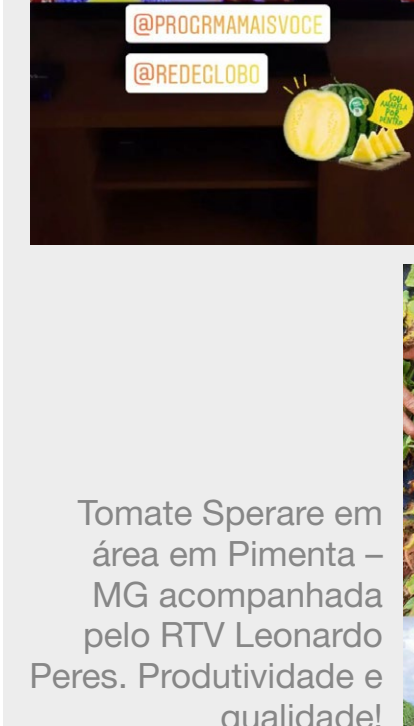 @PROGRMAMAISVOCE
@REDEGLOBO
SOU
AMARELA
POR
DENTRO
Tomate Sperare em
área em Pimenta –
MG acompanhada
pelo RTV Leonardo
Peres. Produtividade e
qualidade!